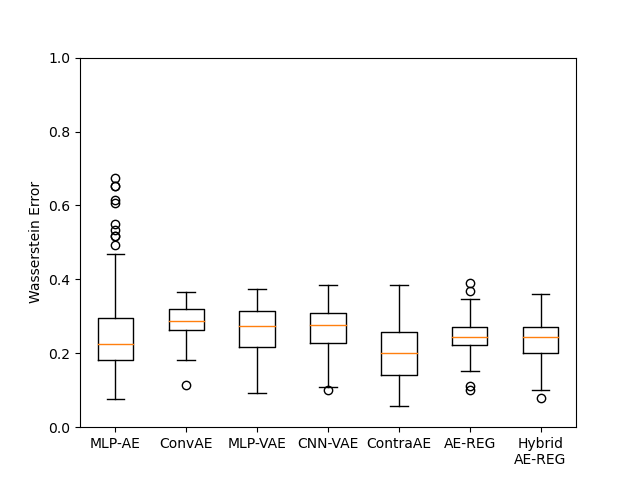 1.0
0.8
0.6
0.4
0.2
0.0
Wasserstein Error
MLP-AE ConvAE MLP-VAE CNN-VAE ContraAE AE-REG Hybrid
AE-REG